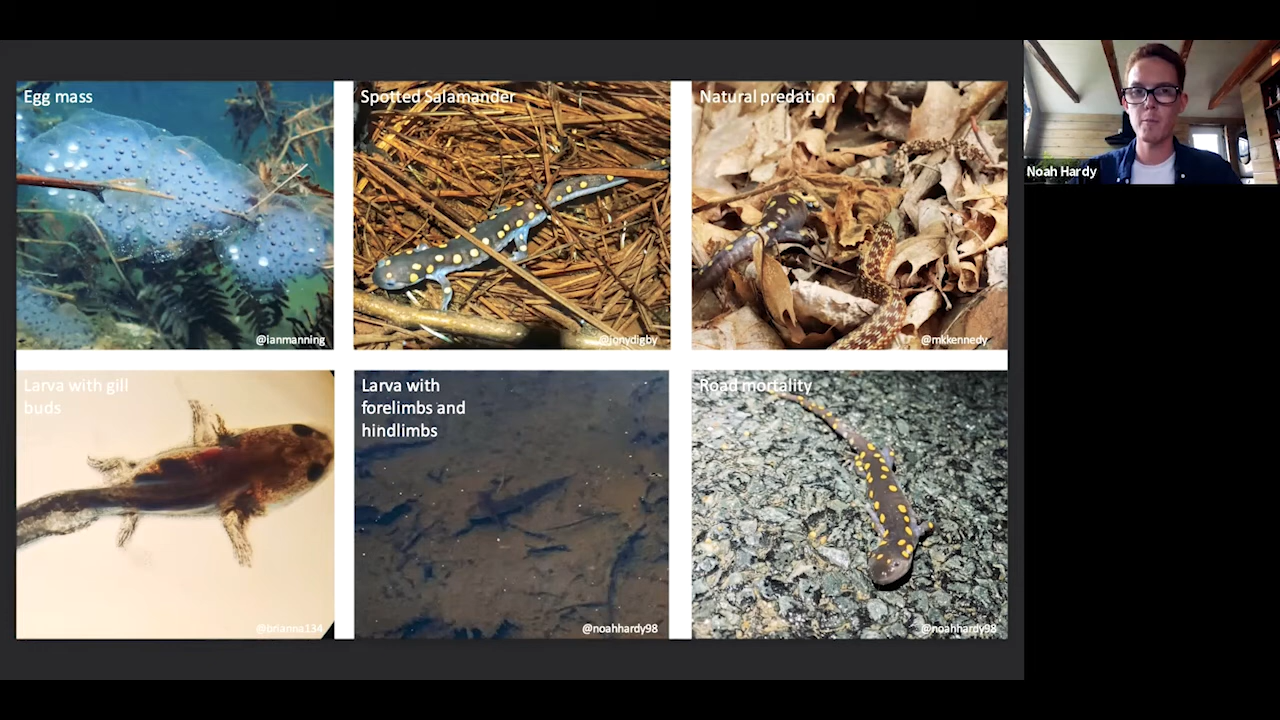 Egg mass
@ianmanning
Spotted Salamander
@jonydigby
Natural predation
@mkkennedy
Larva with gill
buds
@brianna134
Larva with
forelimbs and
hindlimbs
@noahhardy98
Road mortality
@noahhardy98
Noah Hardy